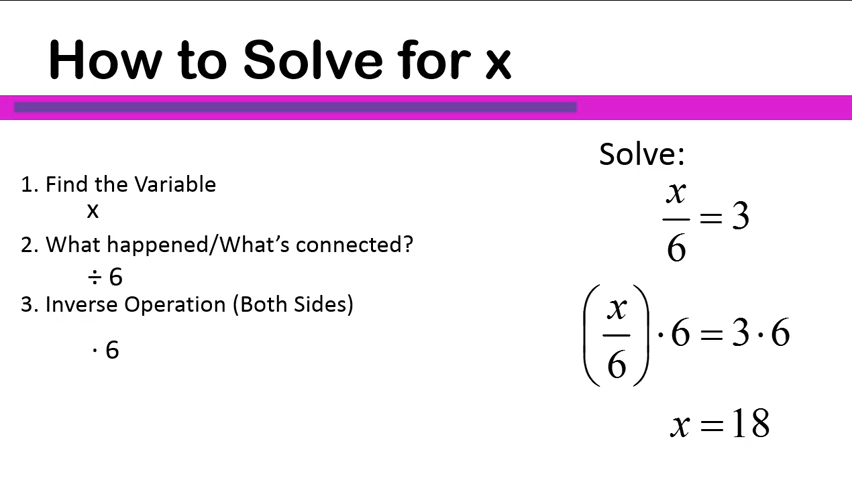 How to Solve for x
1. Find the Variable
x
2. What happened/What's connected?
÷ 6
3. Inverse Operation (Both Sides)
· 6
Solve:
x/6 = 3
(x/6) · 6 = 3 · 6
x = 18